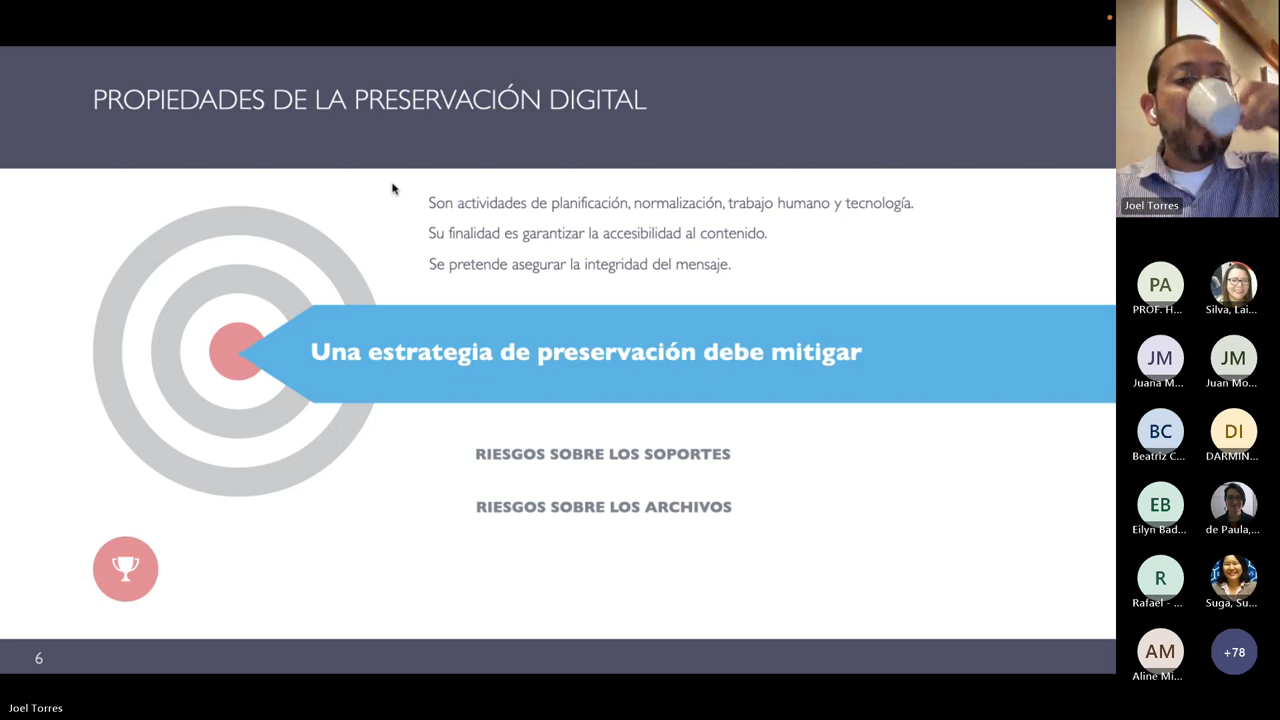 PROPIEDADES DE LA PRESERVACIÓN DIGITAL
Son actividades de planificación, normalización, trabajo humano y tecnología.
Su finalidad es garantizar la accesibilidad al contenido.
Se pretende asegurar la integridad del mensaje.
Una estrategia de preservación debe mitigar
RIESGOS SOBRE LOS SOPORTES
RIESGOS SOBRE LOS ARCHIVOS
6
Joel Torres
Joel Torres
PA
PROF. H...
Silva, Lai...
JM
Juana M...
JM
Juan Mo...
BC
Beatriz C...
DI
DARMIN...
EB
Eilyn Bad...
de Paula,...
R
Rafael - ...
Suga, Su...
AM
Aline Mi...
+78